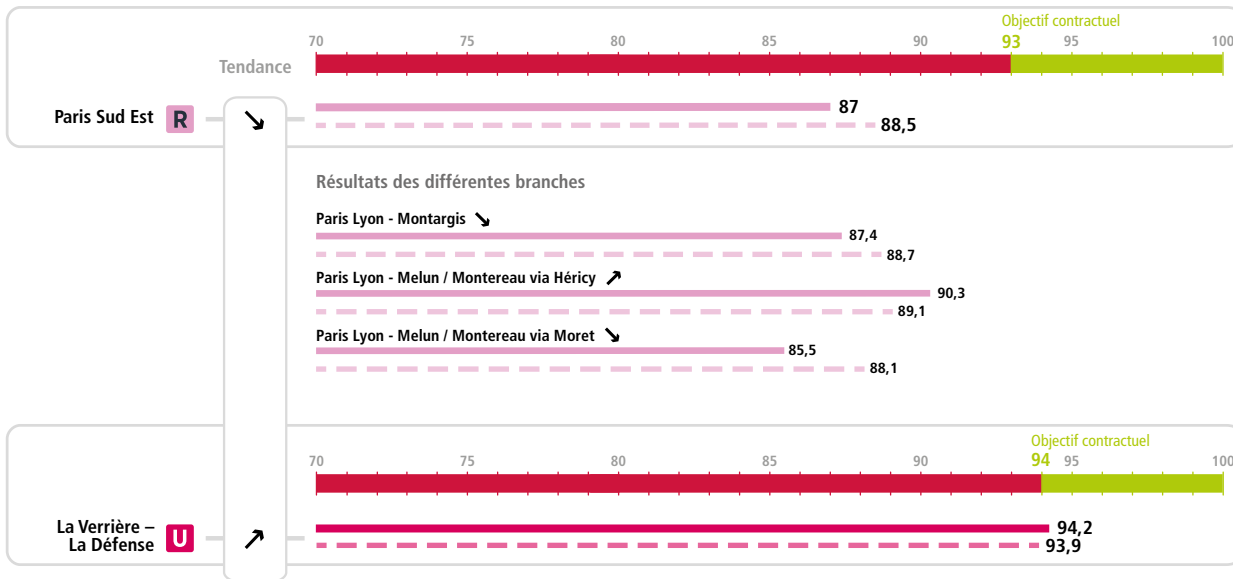 Objectif contractuel
70 75 80 85 90 93 95 100
Tendance
Paris Sud Est R
87
88,5
Résultats des différentes branches
Paris Lyon - Montargis
87,4
88,7
Paris Lyon - Melun / Montereau via Héricy
90,3
89,1
Paris Lyon - Melun / Montereau via Moret
85,5
88,1
Objectif contractuel
70 75 80 85 90 94 95 100
La Verrière –
La Défense U
94,2
93,9